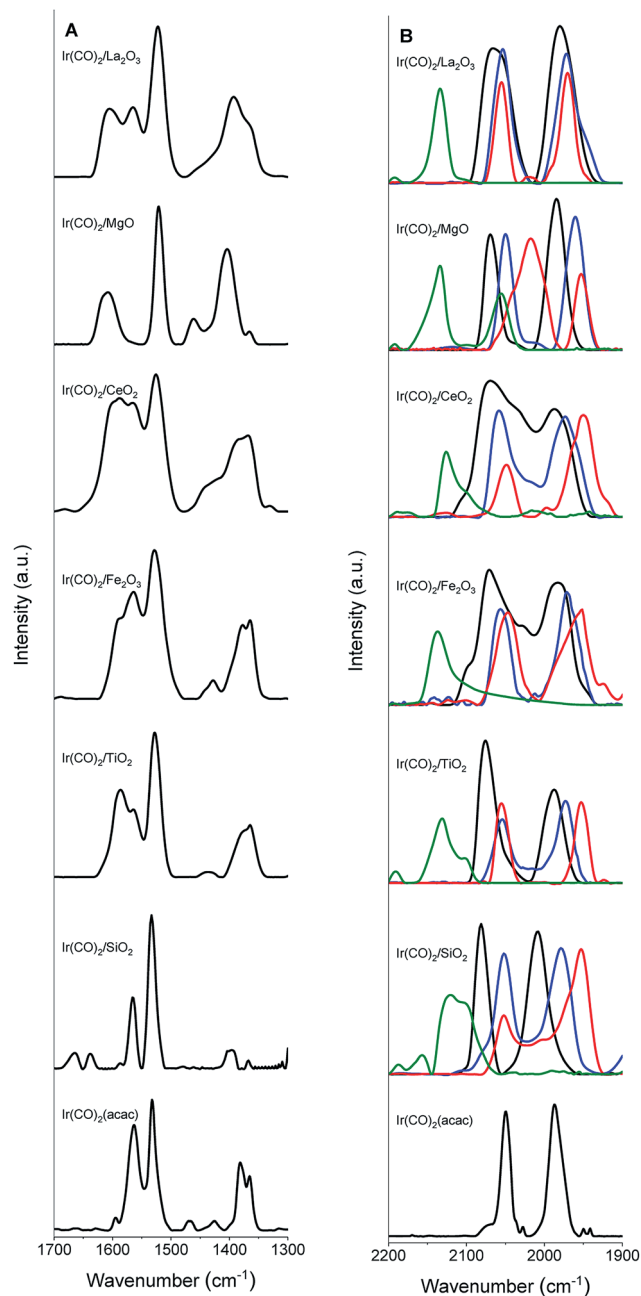 A
Ir(CO)₂/La₂O₃
Ir(CO)₂/MgO
Ir(CO)₂/CeO₂
Ir(CO)₂/Fe₂O₃
Ir(CO)₂/TiO₂
Ir(CO)₂/SiO₂
Ir(CO)₂(acac)
Intensity (a.u.)
1700 1600 1500 1400 1300
Wavenumber (cm⁻¹)
B
Ir(CO)₂/La₂O₃
Ir(CO)₂/MgO
Ir(CO)₂/CeO₂
Ir(CO)₂/Fe₂O₃
Ir(CO)₂/TiO₂
Ir(CO)₂/SiO₂
Ir(CO)₂(acac)
Intensity (a.u.)
2200 2100 2000 1900
Wavenumber (cm⁻¹)